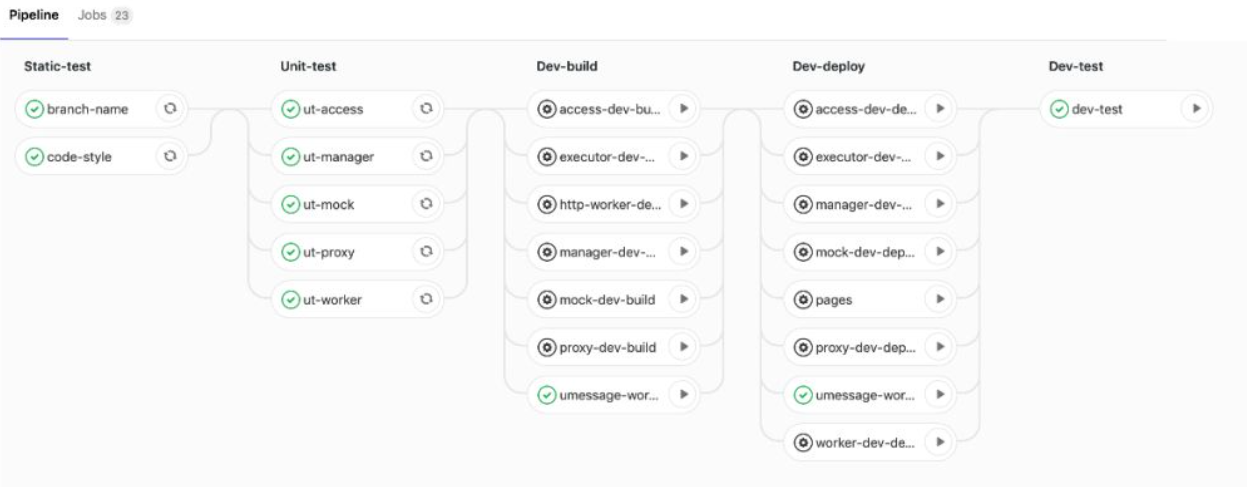 Pipeline Jobs 23
Static-test
branch-name
code-style
Unit-test
ut-access
ut-manager
ut-mock
ut-proxy
ut-worker
Dev-build
access-dev-bu...
executor-dev-...
http-worker-de...
manager-dev-...
mock-dev-build
proxy-dev-build
umessage-wor...
Dev-deploy
access-dev-de...
executor-dev-...
manager-dev-...
mock-dev-dep...
pages
proxy-dev-dep...
umessage-wor...
worker-dev-de...
Dev-test
dev-test